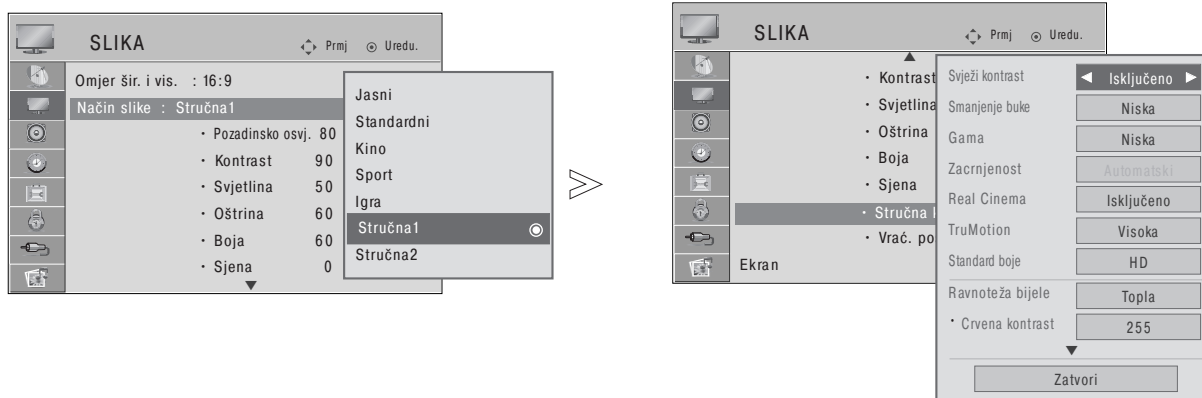 SLIKA
Prmj Uredu.
Omjer šir. i vis. : 16:9
Način slike : Stručna1
• Pozadinsko osvj. 80
• Kontrast 90
• Svjetlina 50
• Oštrina 60
• Boja 60
• Sjena 0
Jasni
Standardni
Kino
Sport
Igra
Stručna1
Stručna2
SLIKA
Prmj Uredu.
• Kontrast
• Svjetlina
• Oštrina
• Boja
• Sjena
• Stručna
• Vrać. po
Ekran
Svježi kontrast Isključeno
Smanjenje buke Niska
Gama Niska
Zacrnjenost Automatski
Real Cinema Isključeno
TruMotion Visoka
Standard boje HD
Ravnoteža bijele Topla
• Crvena kontrast 255
Zatvori